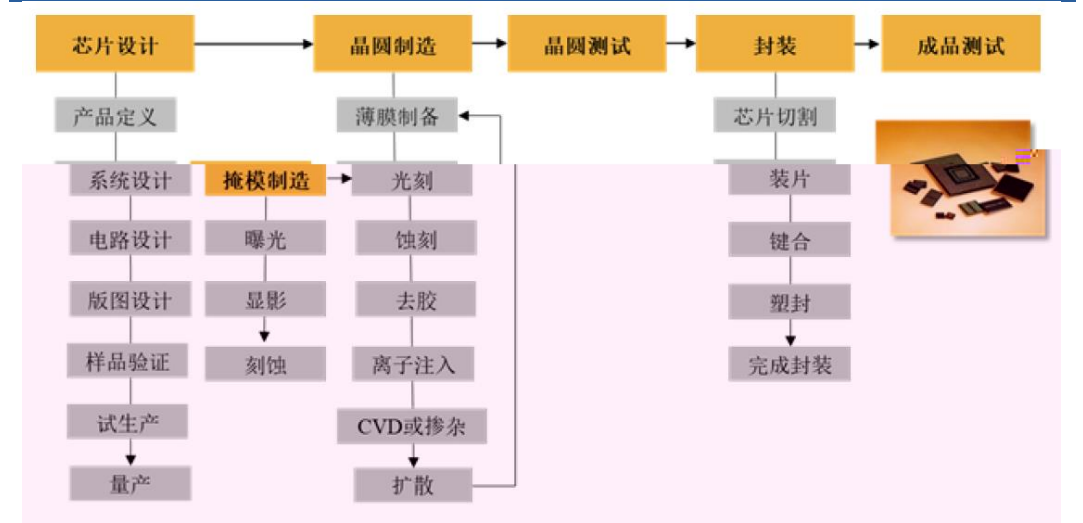 芯片设计
晶圆制造
晶圆测试
封装
成品测试
产品定义
薄膜制备
芯片切割
系统设计
掩模制造
光刻
装片
电路设计
曝光
蚀刻
键合
版图设计
显影
去胶
塑封
样品验证
刻蚀
离子注入
完成封装
试生产
CVD或掺杂
量产
扩散